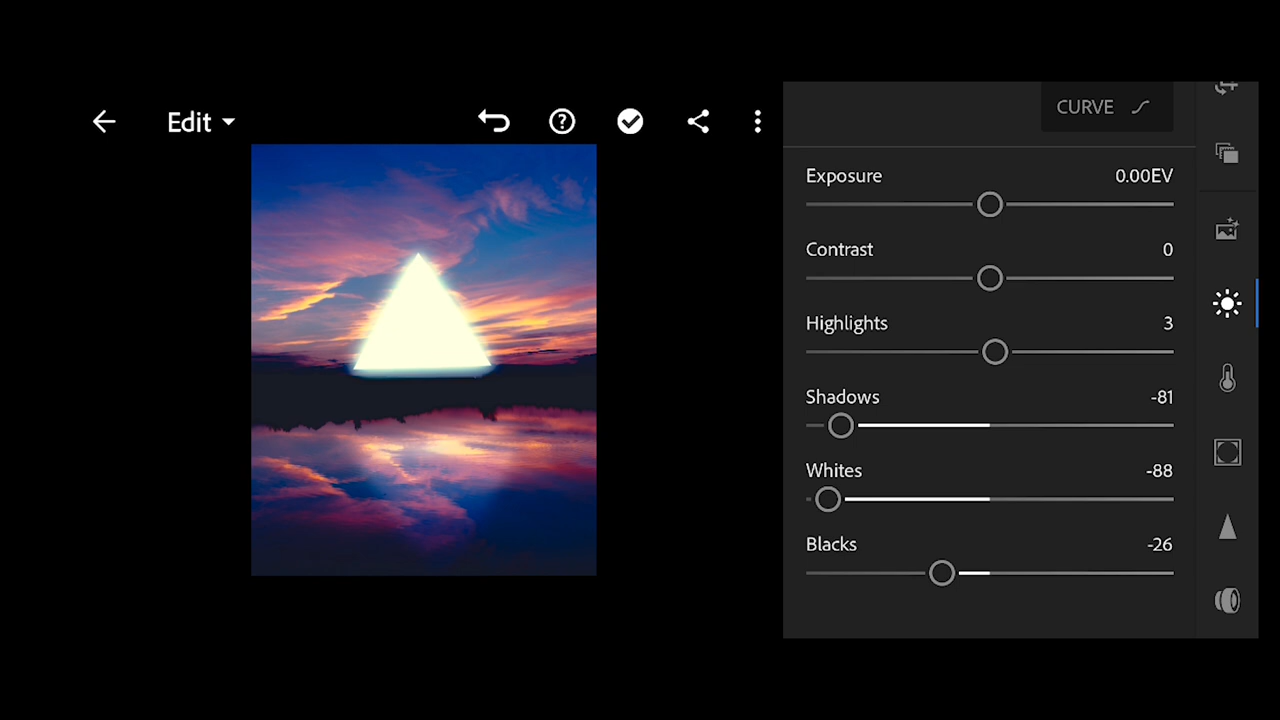 Edit
CURVE
Exposure 0.00EV
Contrast 0
Highlights 3
Shadows -81
Whites -88
Blacks -26